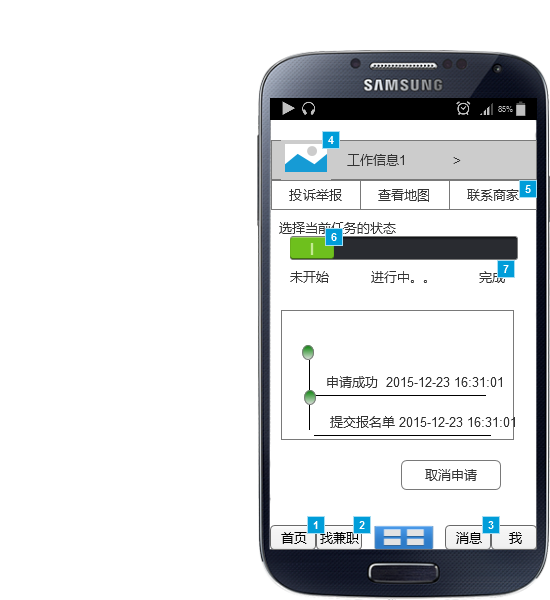 SAMSUNG
85%
4
工作信息1 >
投诉举报 查看地图 联系商家 5
选择当前任务的状态
6
未开始 进行中。。 完成 7
申请成功 2015-12-23 16:31:01
提交报名单 2015-12-23 16:31:01
取消申请
1 2 3
首页 找兼职 消息 我